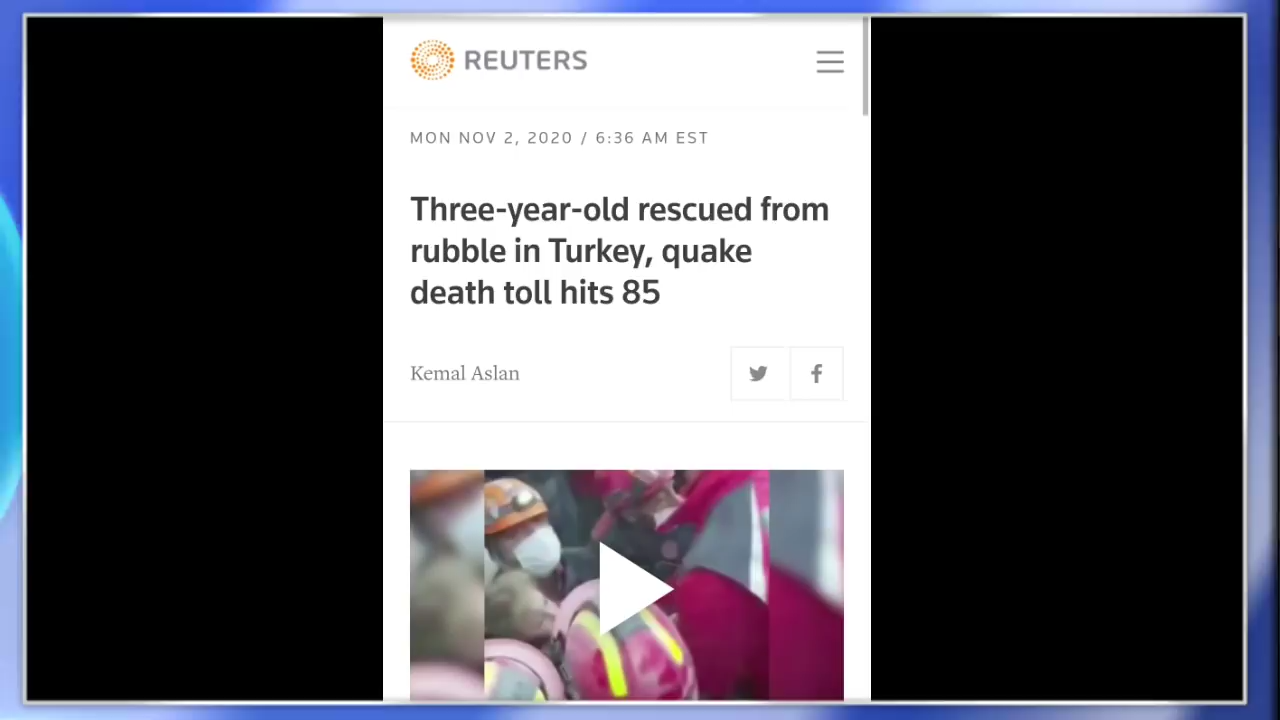 REUTERS
MON NOV 2, 2020 / 6:36 AM EST
Three-year-old rescued from
rubble in Turkey, quake
death toll hits 85
Kemal Aslan